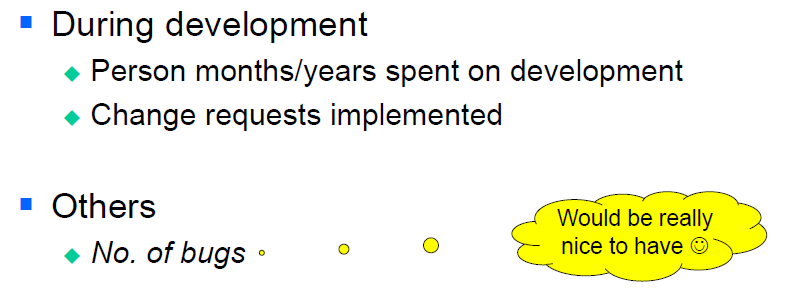 During development
Person months/years spent on development
Change requests implemented
Others
No. of bugs
Would be really
nice to have ☺